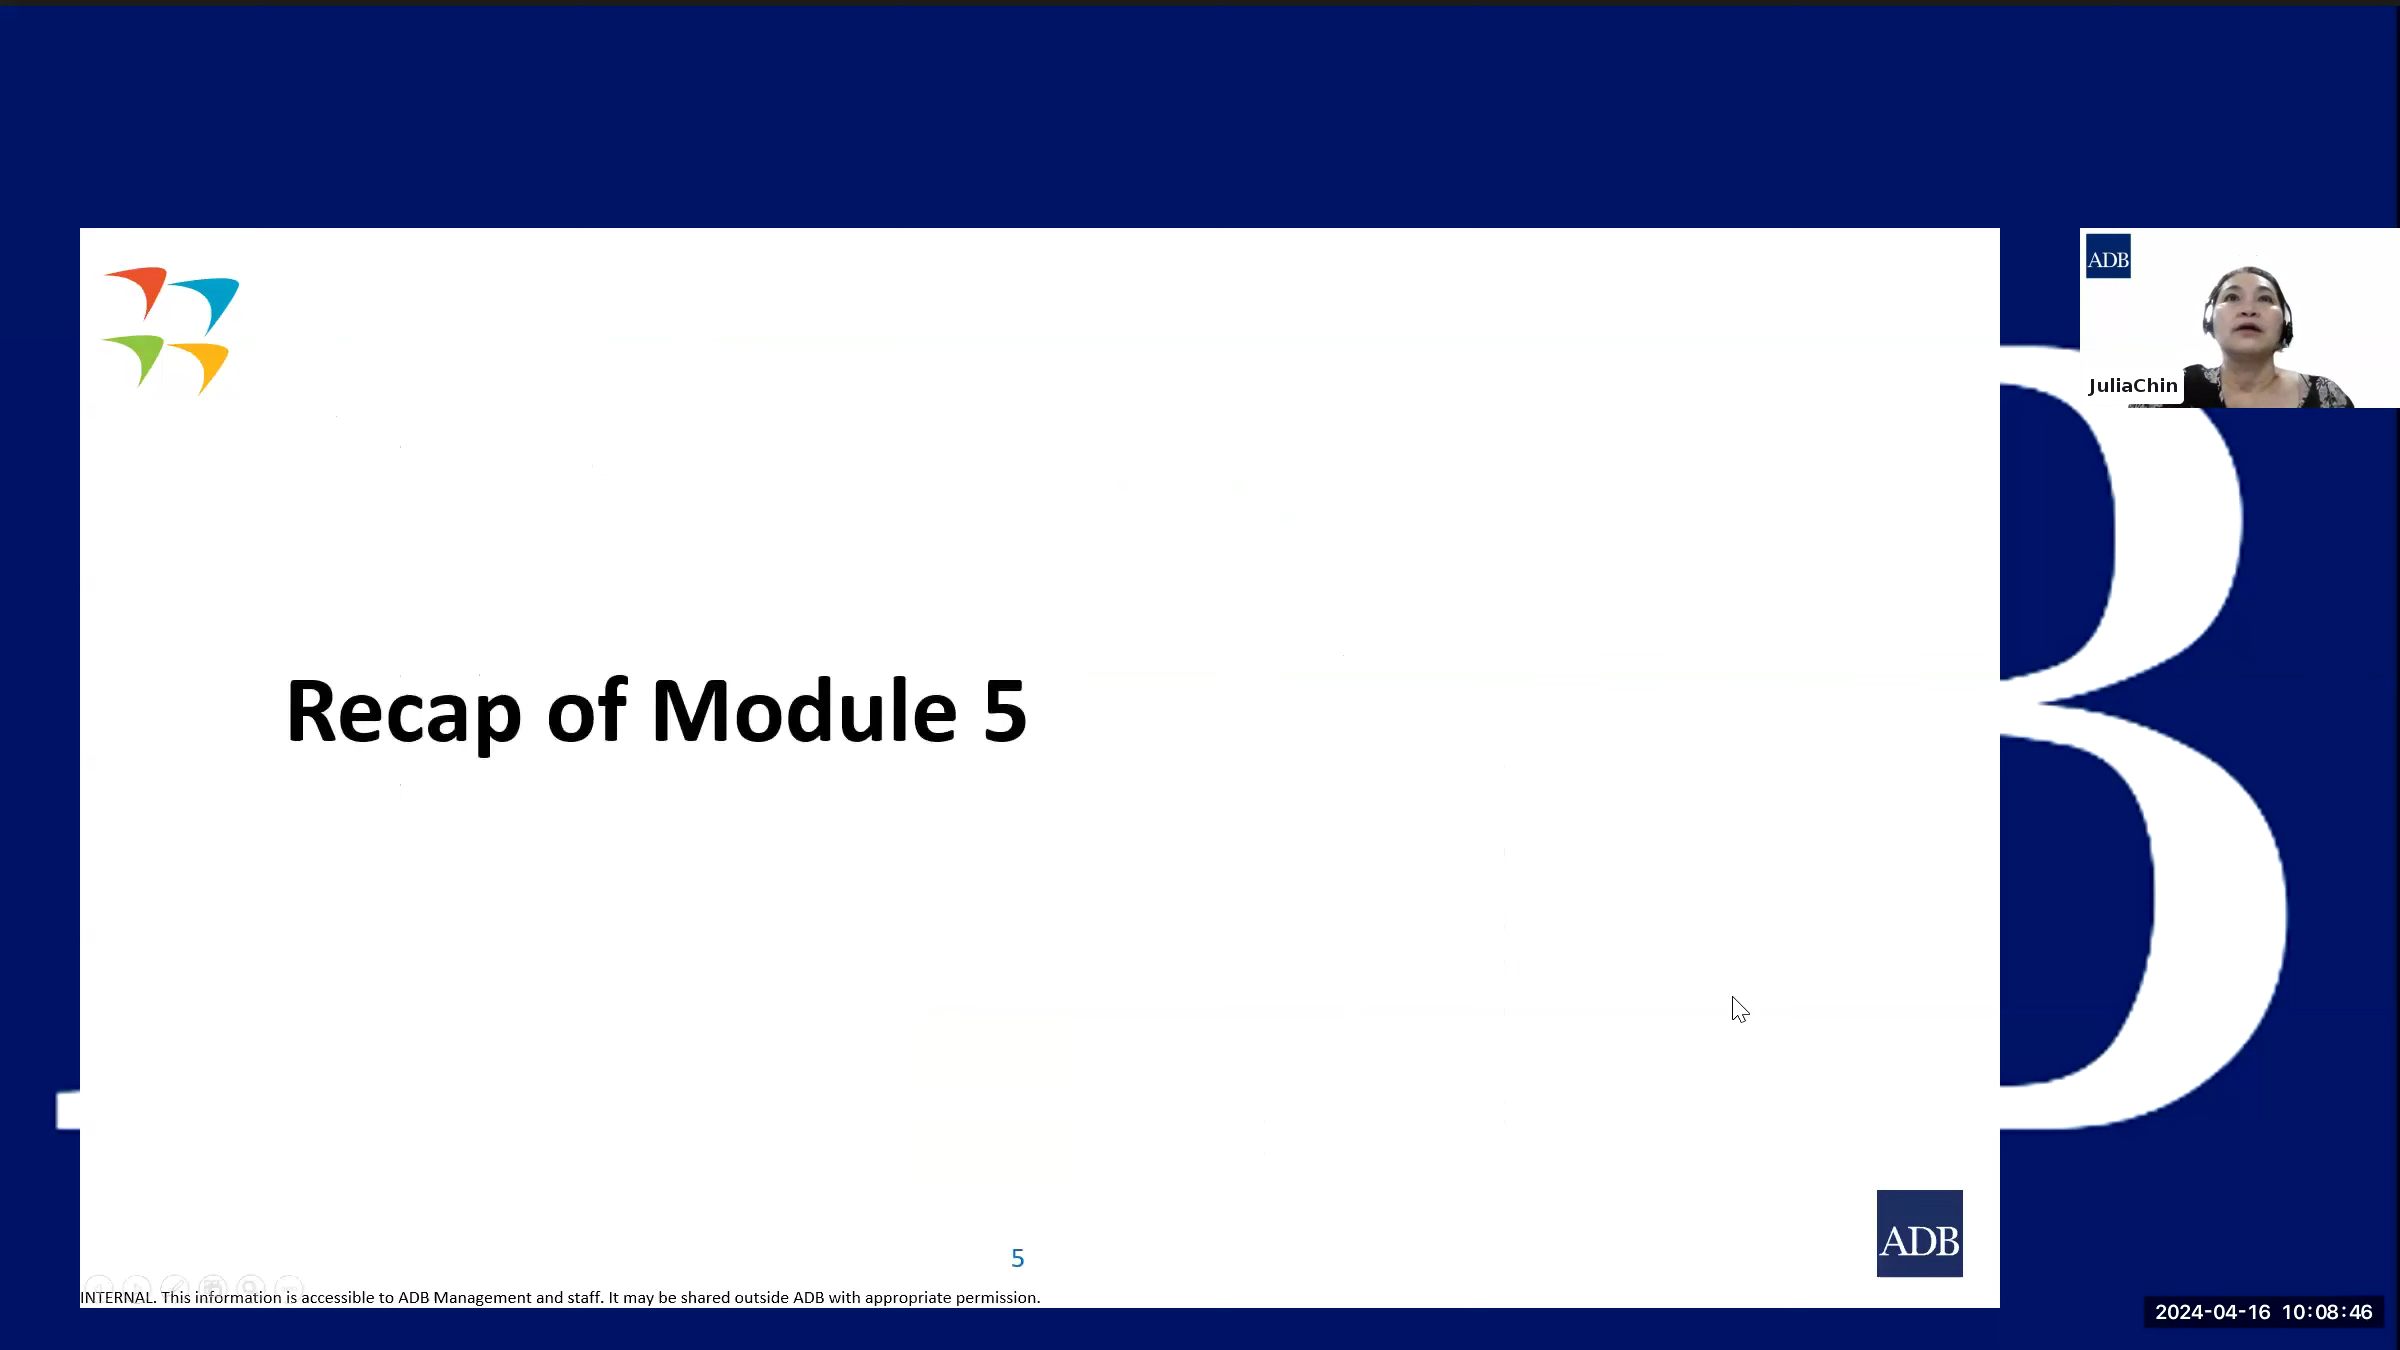 ADB
JuliaChin
Recap of Module 5
ADB
5
INTERNAL. This information is accessible to ADB Management and staff. It may be shared outside ADB with appropriate permission.
2024-04-16 10:08:46